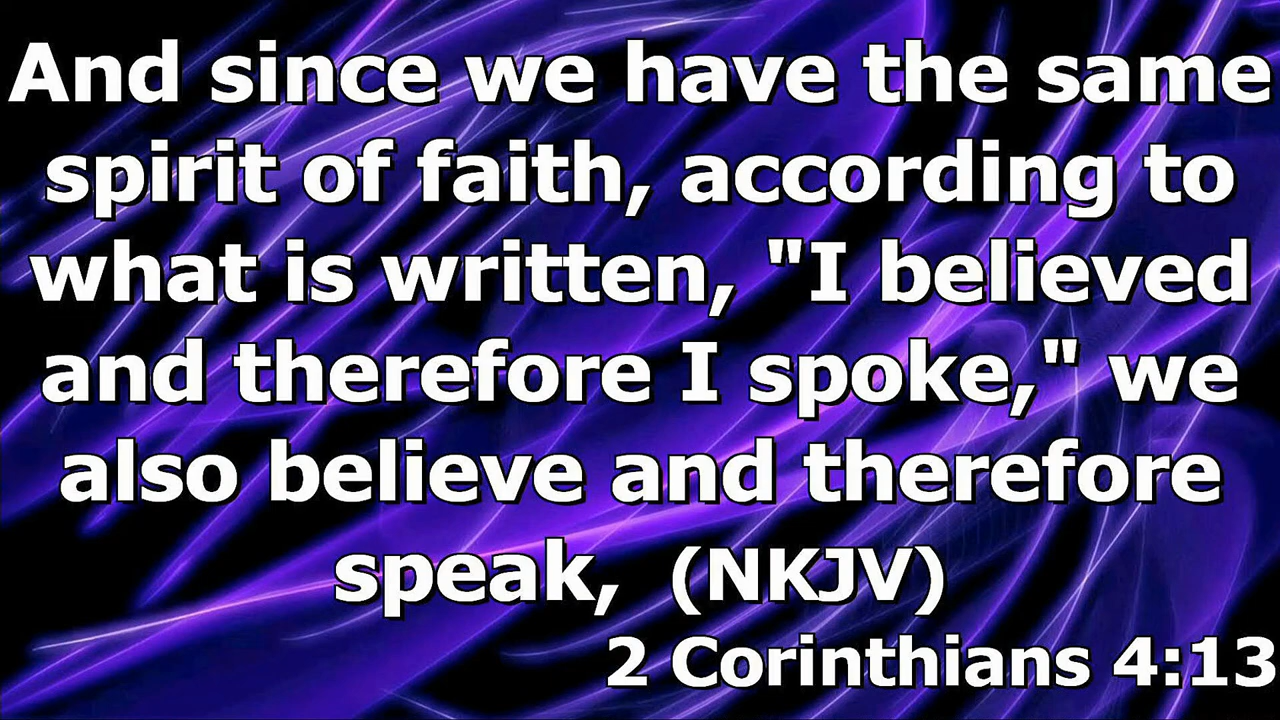 And since we have the same
spirit of faith, according to
what is written, "I believed
and therefore I spoke," we
also believe and therefore
speak, (NKJV)
2 Corinthians 4:13